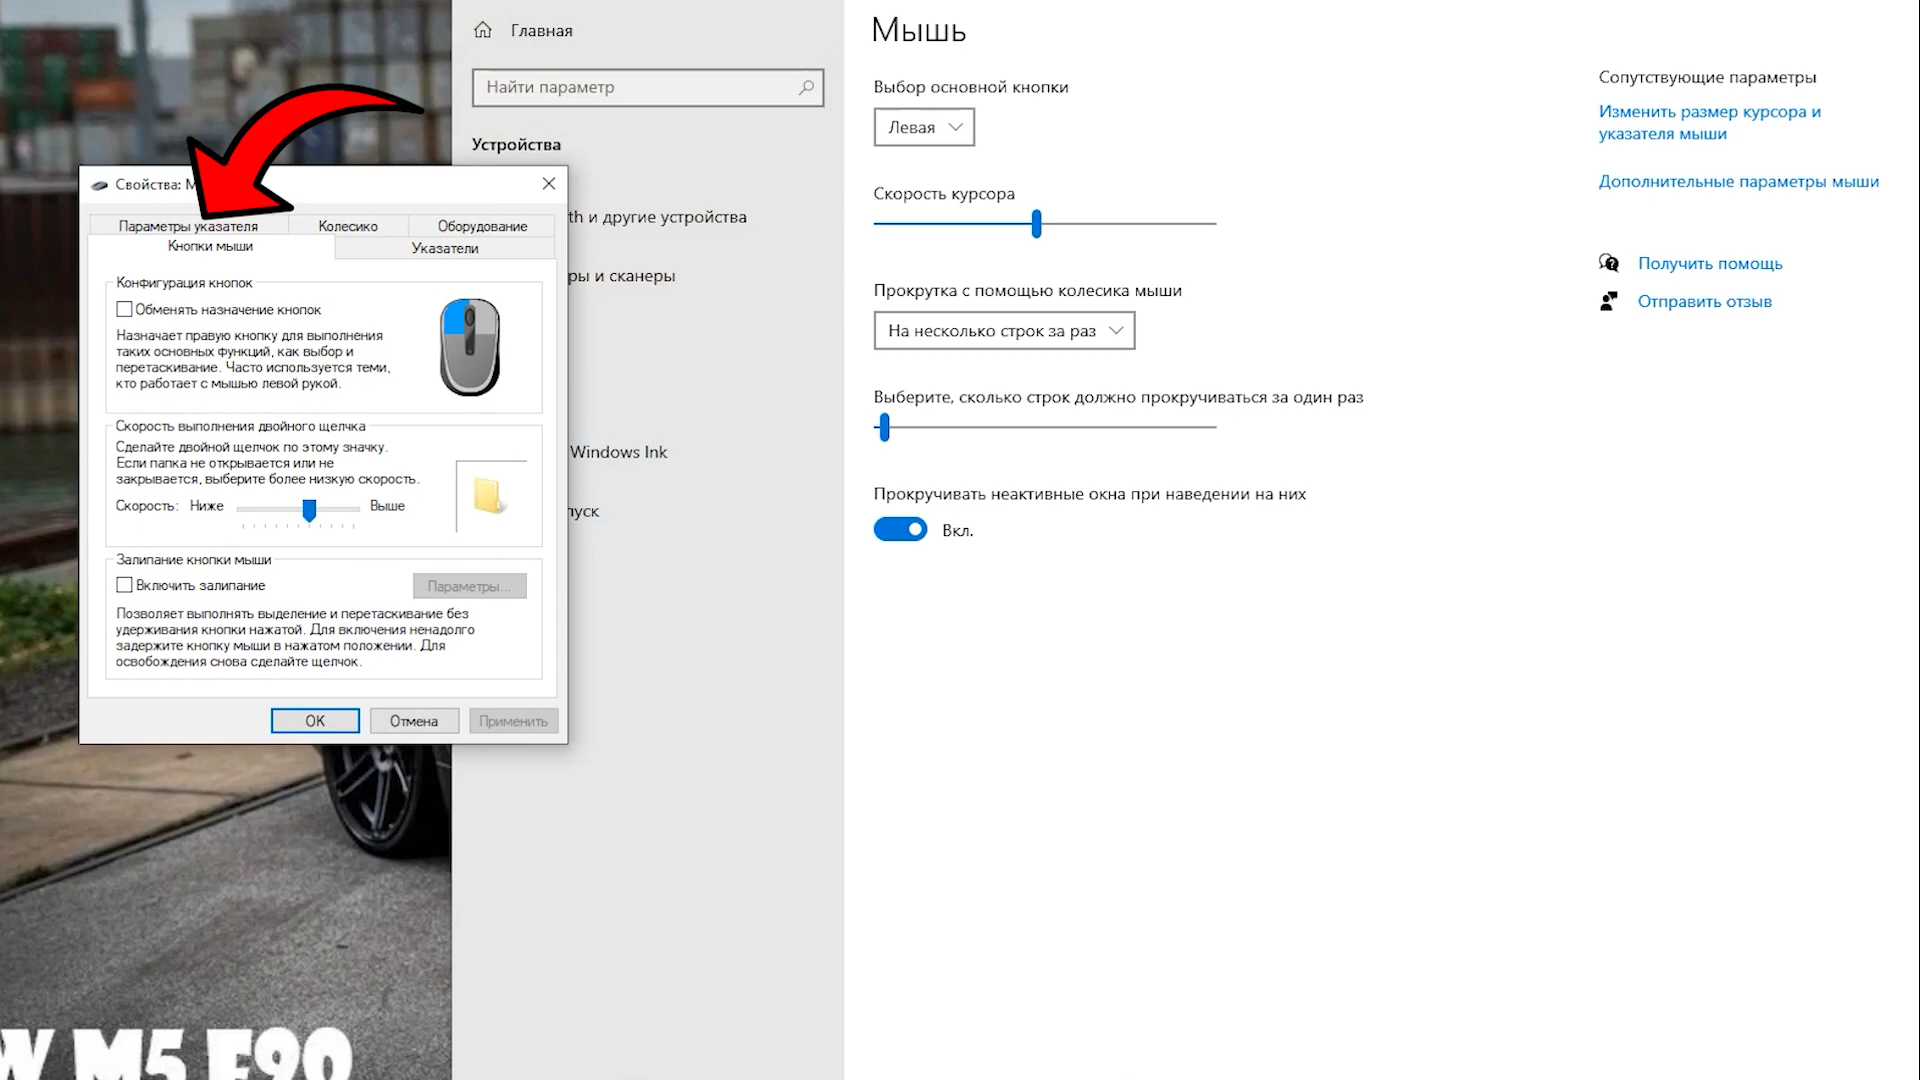 Главная
Найти параметр
Устройства
th и другие устройства
ры и сканеры
Windows Ink
пуск
Свойства: М
Параметры указателя
Колесико
Оборудование
Кнопки мыши
Указатели
Конфигурация кнопок
Обменять назначение кнопок
Назначает правую кнопку для выполнения
таких основных функций, как выбор и
перетаскивание. Часто используется теми,
кто работает с мышью левой рукой.
Скорость выполнения двойного щелчка
Сделайте двойной щелчок по этому значку.
Если папка не открывается или не
закрывается, выберите более низкую скорость.
Скорость: Ниже Выше
Залипание кнопки мыши
Включить залипание
Параметры...
Позволяет выполнять выделение и перетаскивание без
удерживания кнопки нажатой. Для включения ненадолго
задержите кнопку мыши в нажатом положении. Для
освобождения снова сделайте щелчок.
ОК
Отмена
Применить
W M5 F90
Мышь
Выбор основной кнопки
Левая
Скорость курсора
Прокрутка с помощью колесика мыши
На несколько строк за раз
Выберите, сколько строк должно прокручиваться за один раз
Прокручивать неактивные окна при наведении на них
Вкл.
Сопутствующие параметры
Изменить размер курсора и
указателя мыши
Дополнительные параметры мыши
Получить помощь
Отправить отзыв